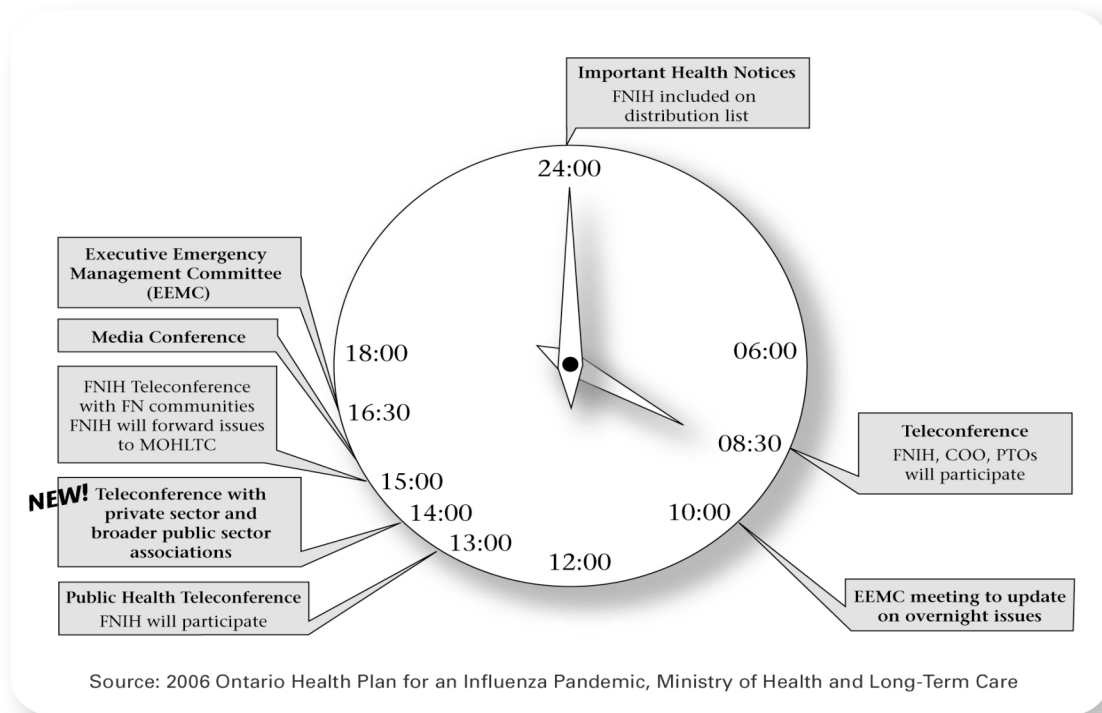 Important Health Notices
FNIH included on
distribution list
24:00
Executive Emergency
Management Committee
(EEMC)
Media Conference
FNIH Teleconference
with FN communities
FNIH will forward issues
to MOHLTC
NEW!
Teleconference with
private sector and
broader public sector
associations
Public Health Teleconference
FNIH will participate
18:00
16:30
15:00
14:00
13:00
12:00
10:00
08:30
06:00
Teleconference
FNIH, COO, PTOs
will participate
EEMC meeting to update
on overnight issues
Source: 2006 Ontario Health Plan for an Influenza Pandemic, Ministry of Health and Long-Term Care